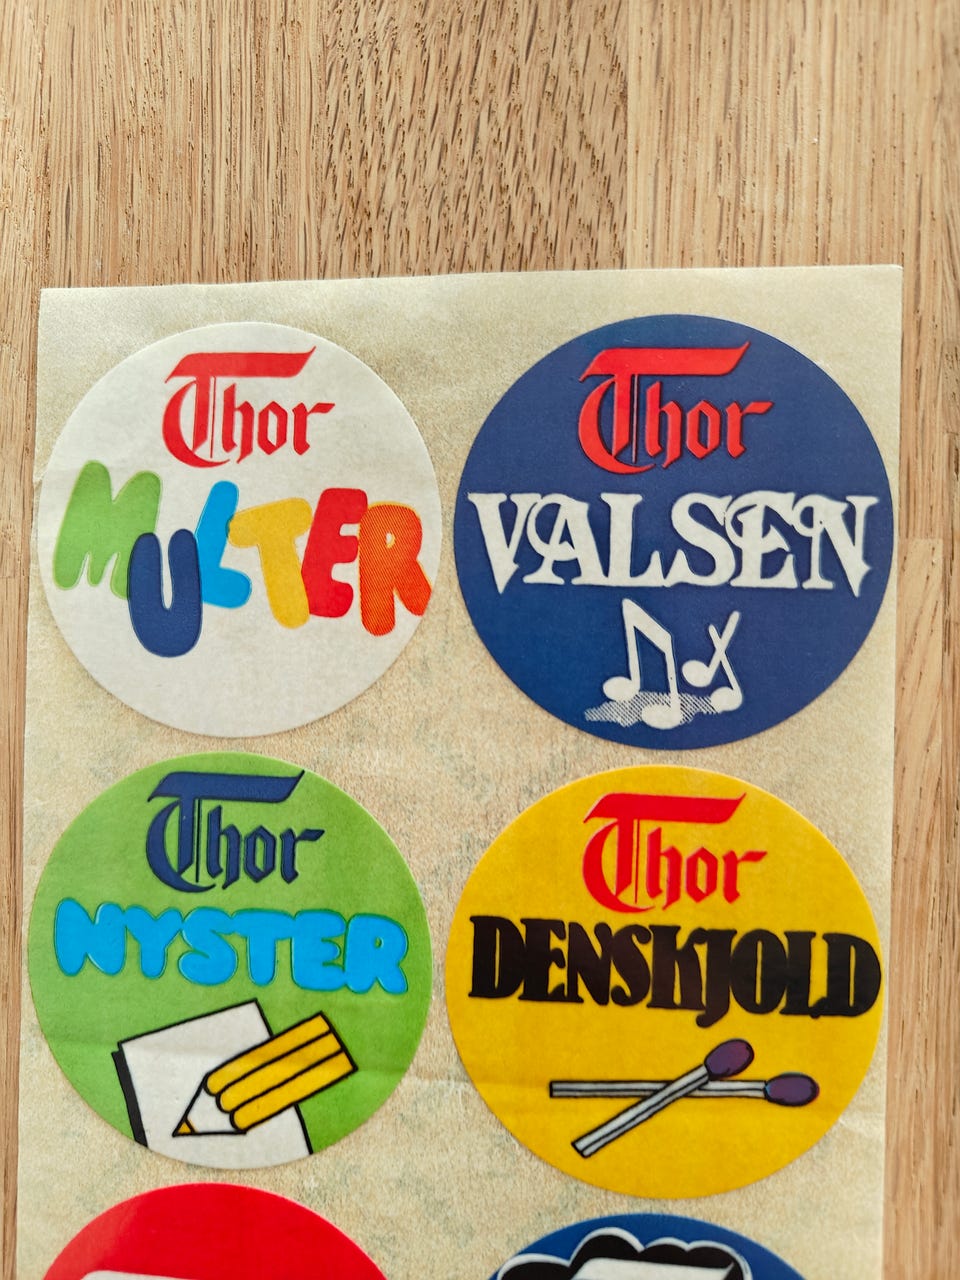 Thor
MULTER
Thor
VALSEN
Thor
NYSTER
Thor
DENSKJOLD